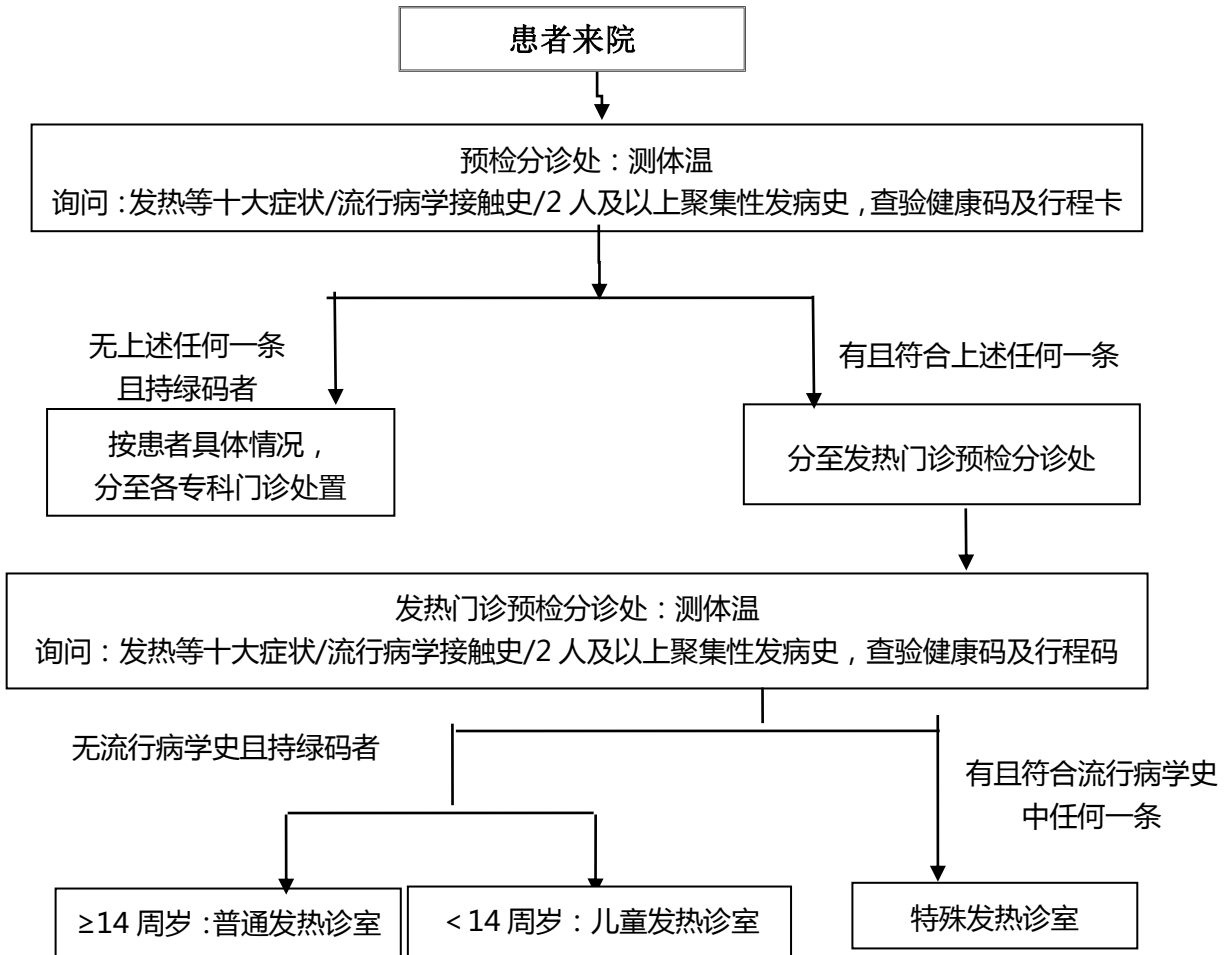 患者来院
预检分诊处：测体温
询问：发热等十大症状/流行病学接触史/2 人及以上聚集性发病史，查验健康码及行程卡
无上述任何一条
且持绿码者
有且符合上述任何一条
按患者具体情况，
分至各专科门诊处置
分至发热门诊预检分诊处
发热门诊预检分诊处：测体温
询问：发热等十大症状/流行病学接触史/2 人及以上聚集性发病史，查验健康码及行程码
无流行病学史且持绿码者
有且符合流行病学史
中任何一条
≥14 周岁：普通发热诊室
＜14 周岁：儿童发热诊室
特殊发热诊室